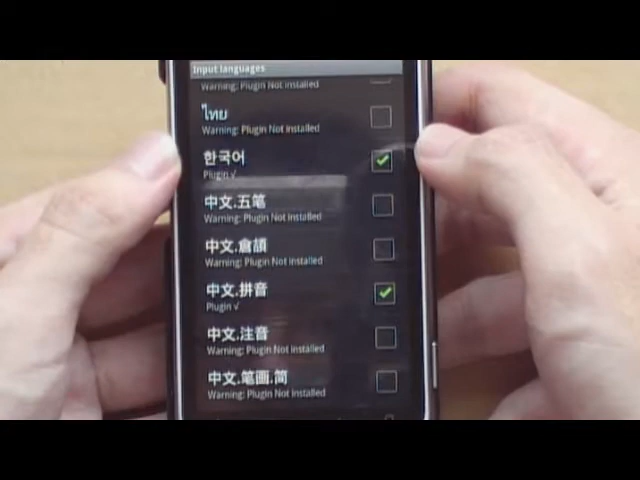 Input languages
Warning: Plugin Not Installed
ไทย
Warning: Plugin Not Installed
한국어
Plugin √
中文.五笔
Warning: Plugin Not Installed
中文.倉頡
Warning: Plugin Not Installed
中文.拼音
Plugin √
中文.注音
Warning: Plugin Not Installed
中文.笔画.简
Warning: Plugin Not Installed